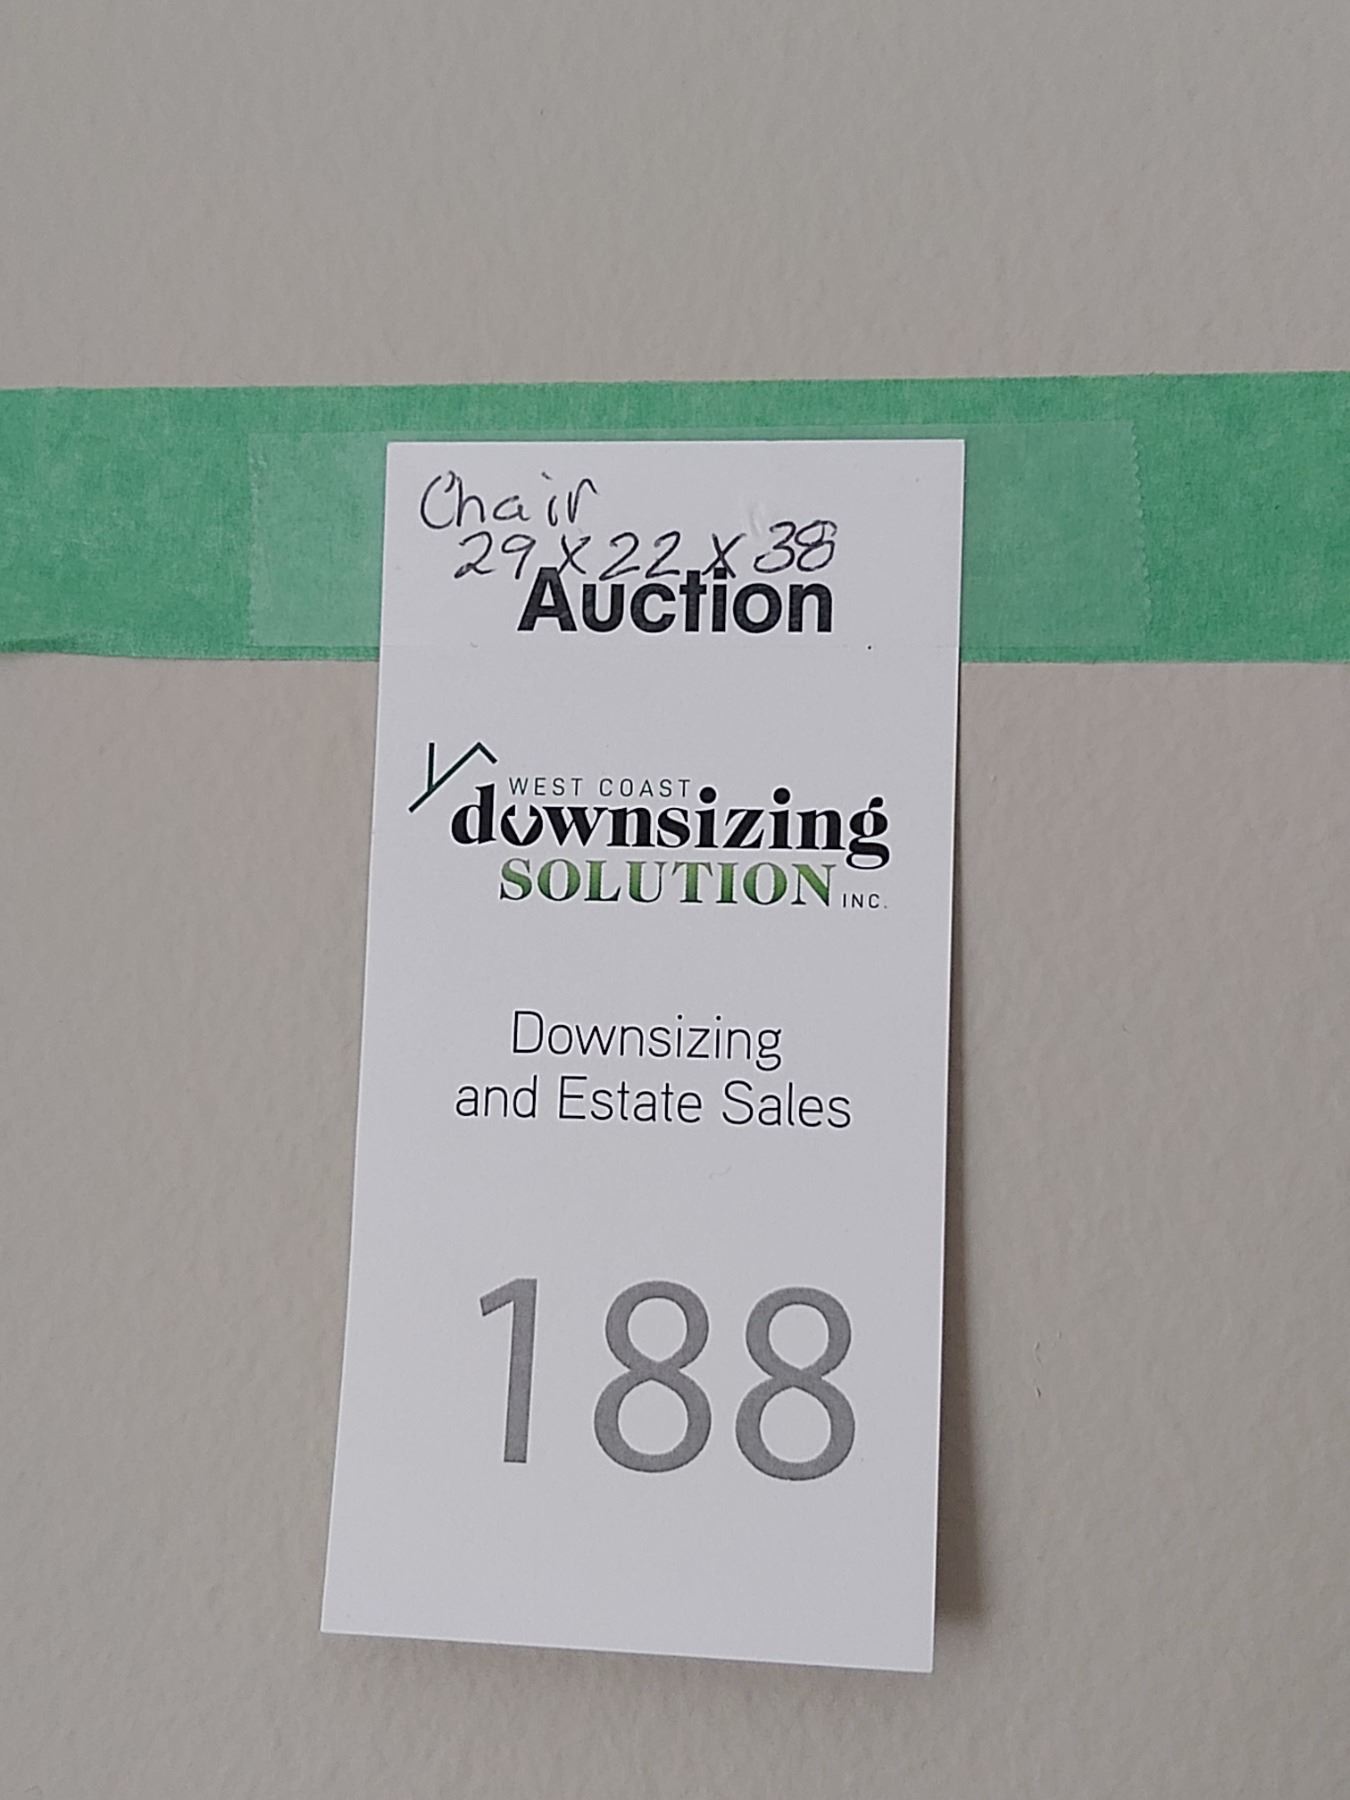 Chair
29 x 22 x 38
Auction
WEST COAST
downsizing
SOLUTION INC.
Downsizing
and Estate Sales
188